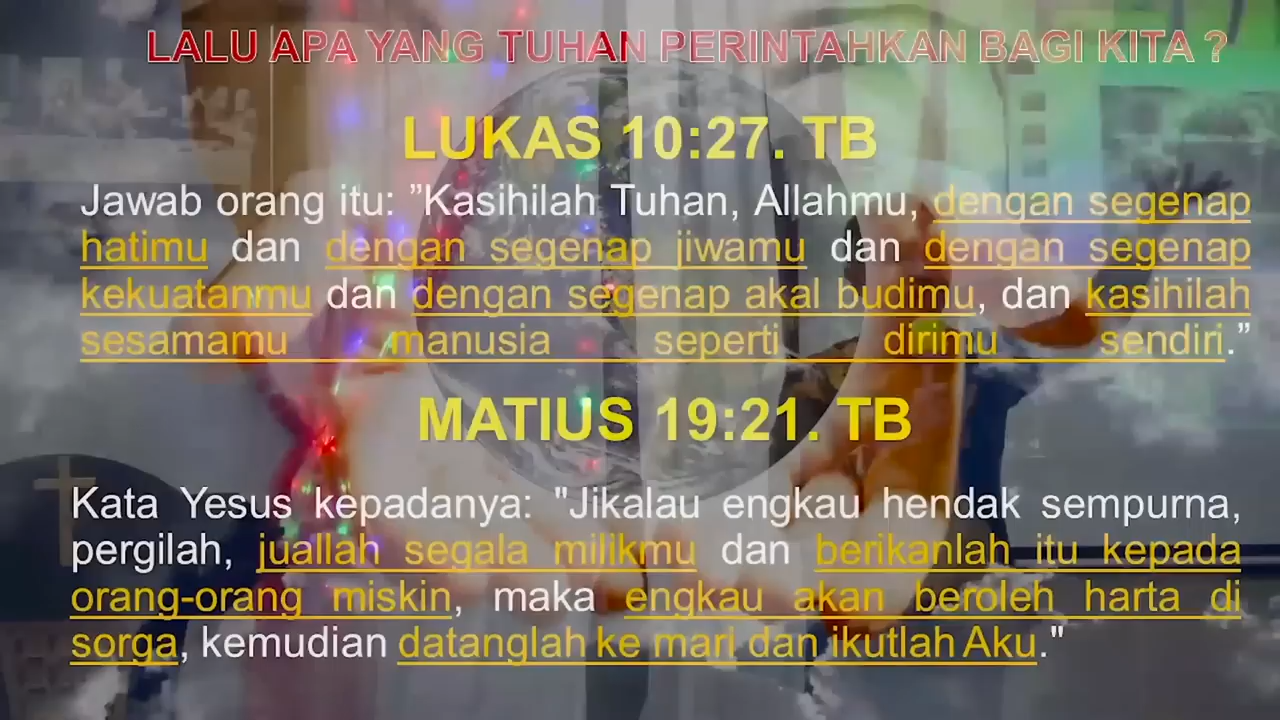 LALU APA YANG TUHAN PERINTAHKAN BAGI KITA ?
LUKAS 10:27. TB
Jawab orang itu: ”Kasihilah Tuhan, Allahmu, dengan segenap
hatimu dan dengan segenap jiwamu dan dengan segenap
kekuatanmu dan dengan segenap akal budimu, dan kasihilah
sesamamu manusia seperti dirimu sendiri.”
MATIUS 19:21. TB
Kata Yesus kepadanya: "Jikalau engkau hendak sempurna,
pergilah, juallah segala milikmu dan berikanlah itu kepada
orang-orang miskin, maka engkau akan beroleh harta di
sorga, kemudian datanglah ke mari dan ikutlah Aku."